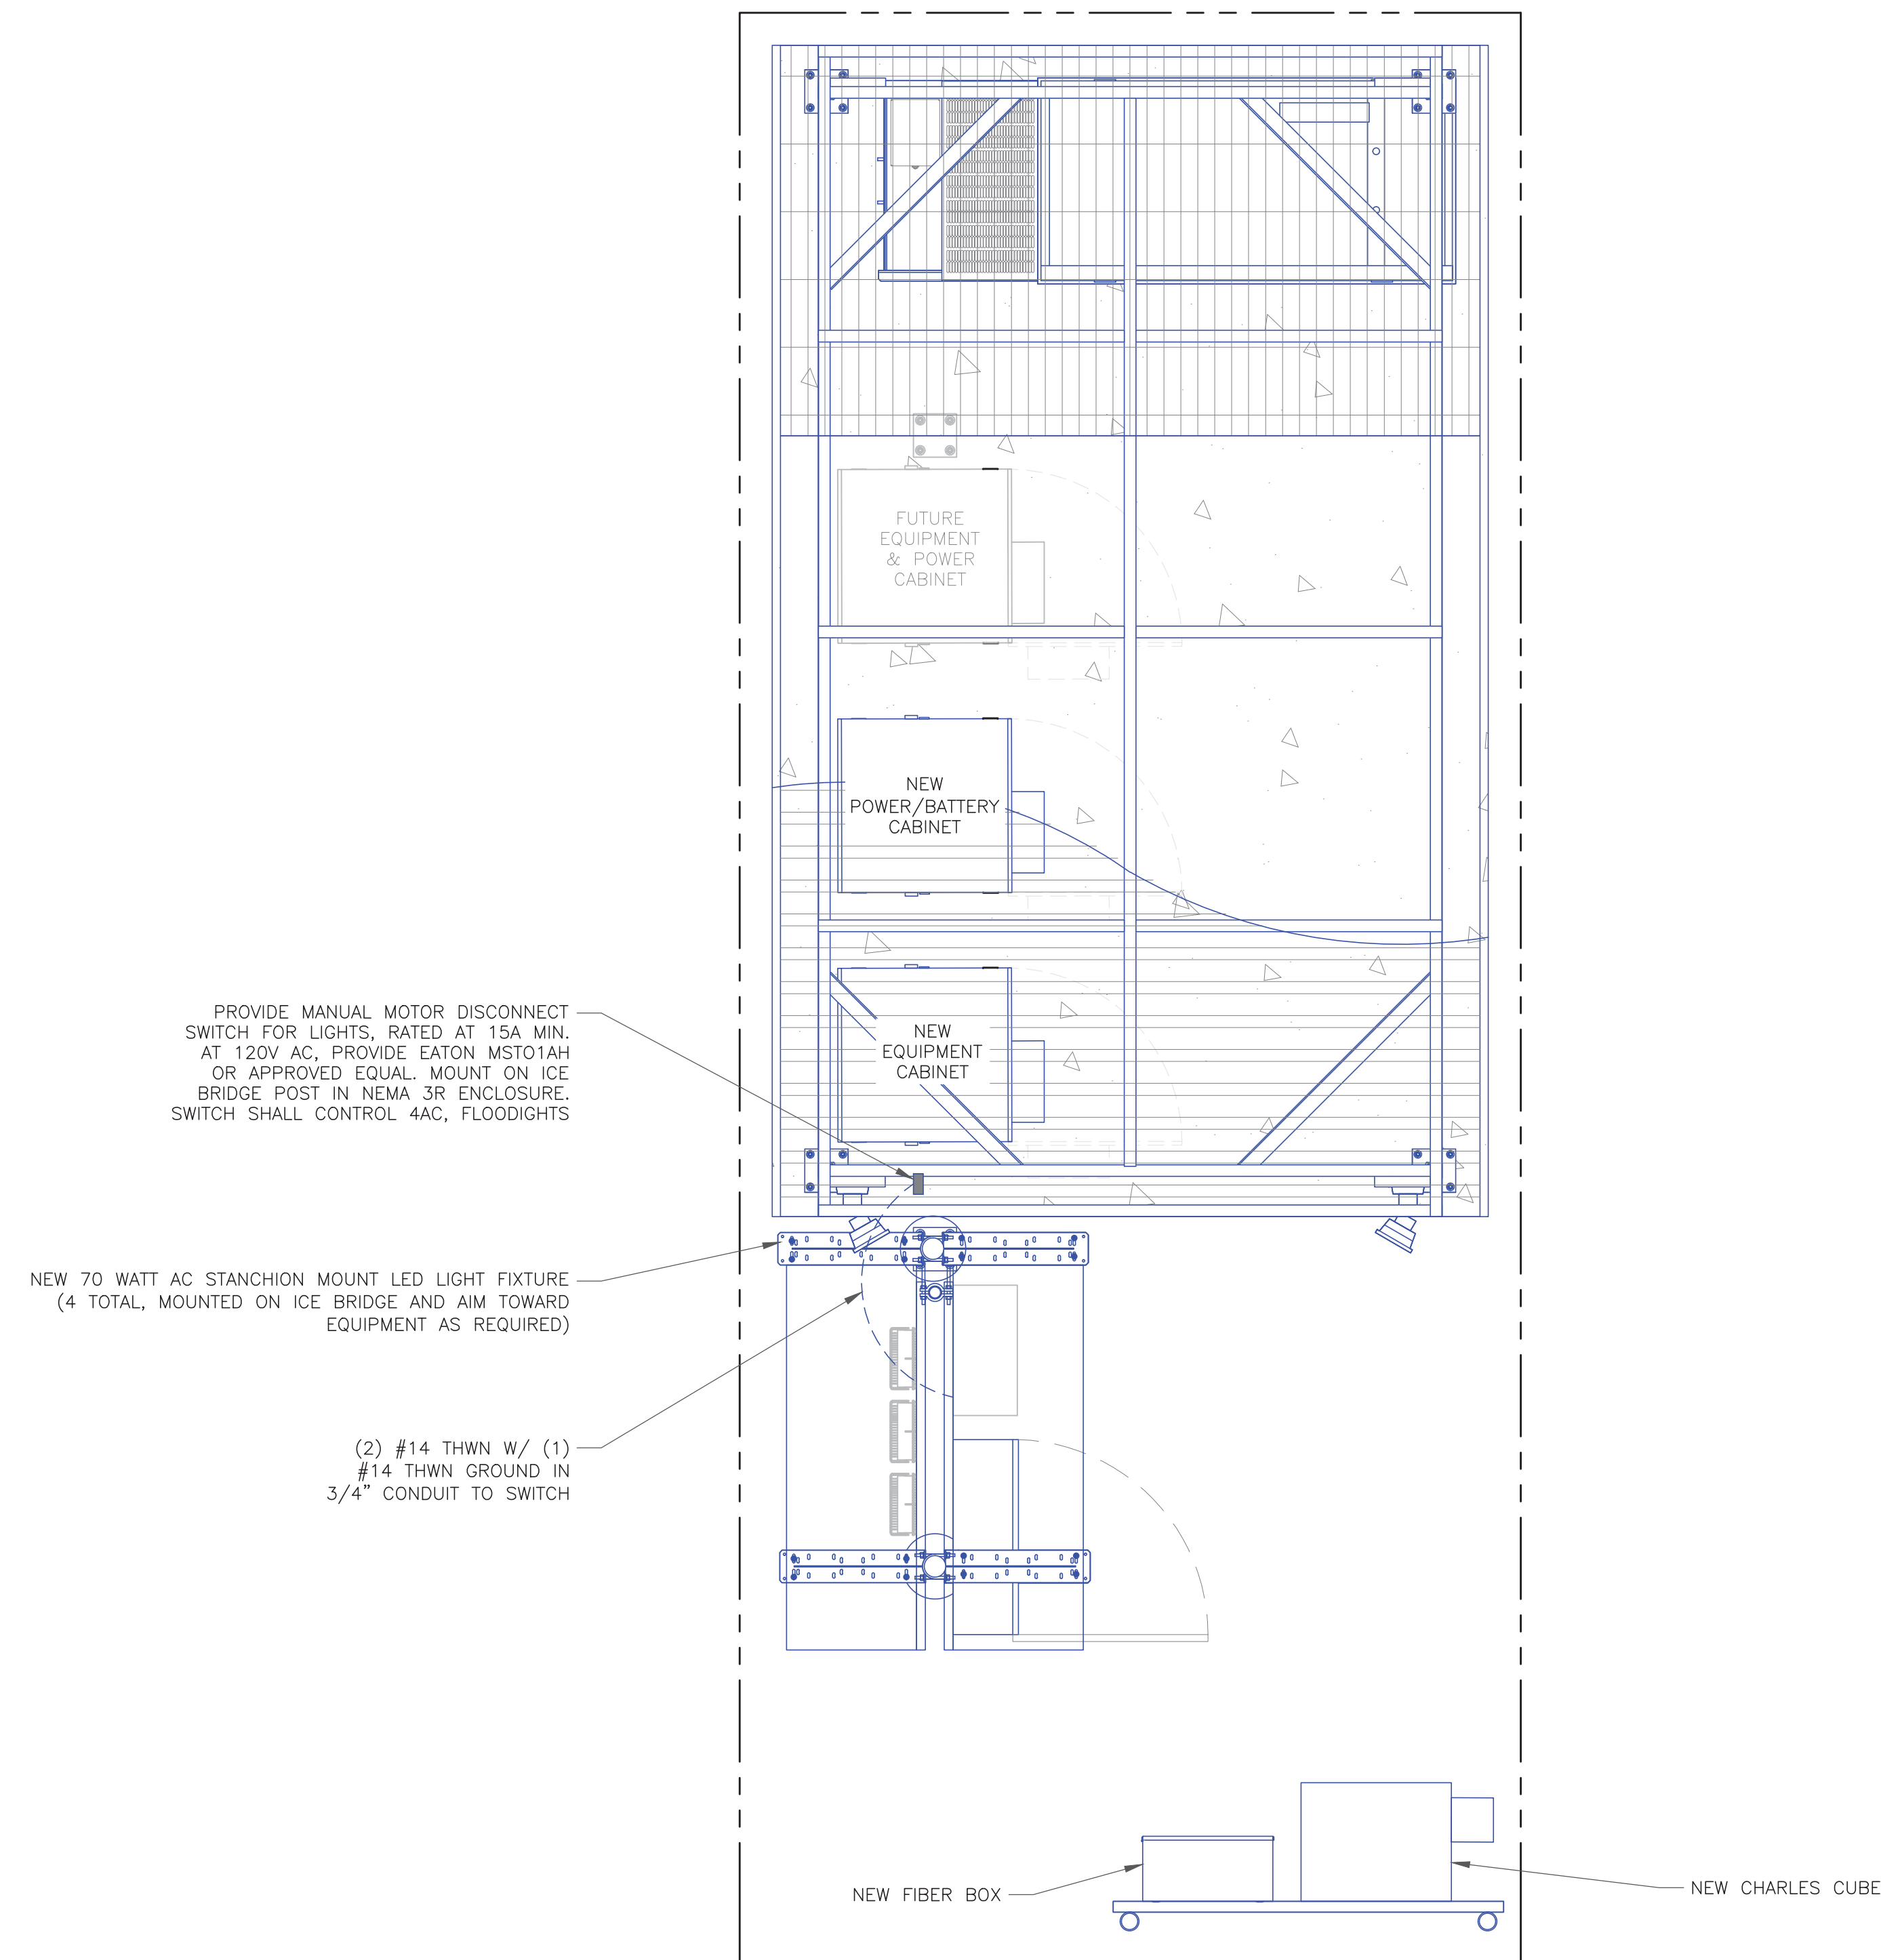 FUTURE
EQUIPMENT
& POWER
CABINET
NEW
POWER/BATTERY
CABINET
NEW
EQUIPMENT
CABINET
PROVIDE MANUAL MOTOR DISCONNECT
SWITCH FOR LIGHTS, RATED AT 15A MIN.
AT 120V AC, PROVIDE EATON MST01AH
OR APPROVED EQUAL. MOUNT ON ICE
BRIDGE POST IN NEMA 3R ENCLOSURE.
SWITCH SHALL CONTROL 4AC, FLOODIGHTS
NEW 70 WATT AC STANCHION MOUNT LED LIGHT FIXTURE
(4 TOTAL, MOUNTED ON ICE BRIDGE AND AIM TOWARD
EQUIPMENT AS REQUIRED)
(2) #14 THWN W/ (1)
#14 THWN GROUND IN
3/4" CONDUIT TO SWITCH
NEW FIBER BOX
NEW CHARLES CUBE